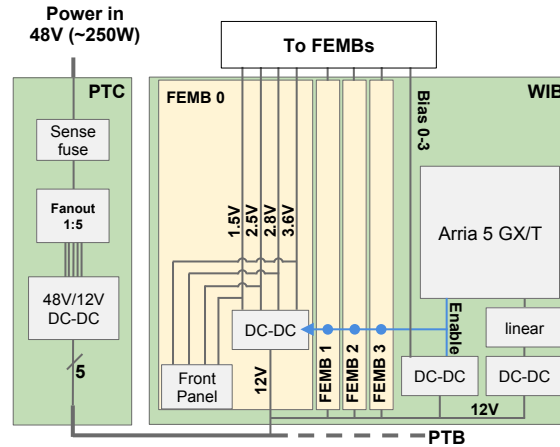 Power in
48V (~250W)
To FEMBs
PTC
Sense
fuse
Fanout
1:5
48V/12V
DC-DC
5
FEMB 0
1.5V
2.5V
2.8V
3.6V
DC-DC
12V
Front
Panel
FEMB 1
FEMB 2
FEMB 3
Bias 0-3
WIB
Arria 5 GX/T
Enable
linear
DC-DC
DC-DC
12V
PTB